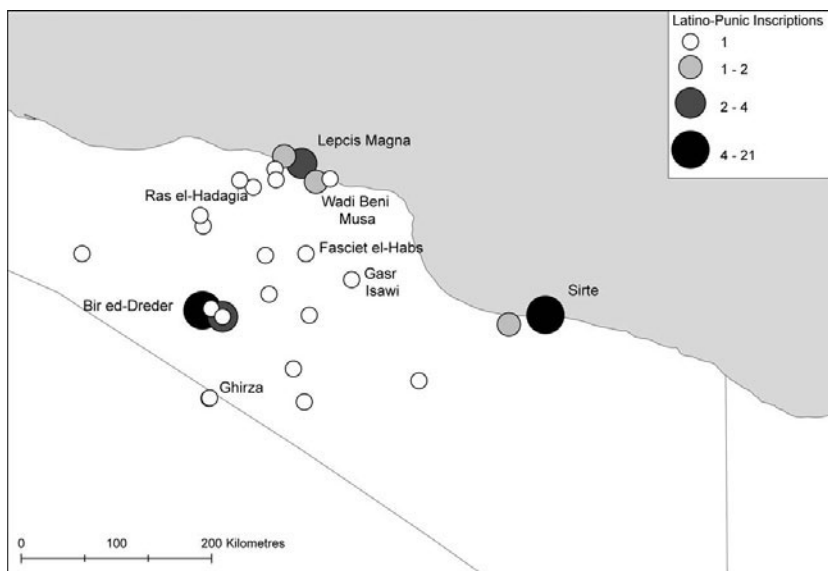 Latino-Punic Inscriptions
1
1 - 2
2 - 4
4 - 21
Lepcis Magna
Ras el-Hadagia
Wadi Beni
Musa
Fasciet el-Habs
Gasr
Isawi
Bir ed-Dreder
Sirte
Ghirza
0 100 200 Kilometres